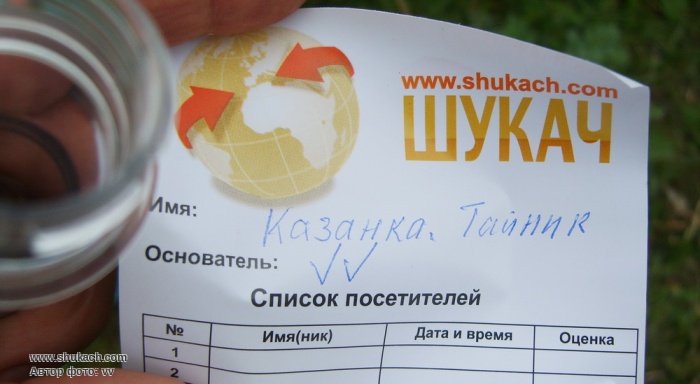 www.shukach.com
ШУКАЧ
Имя: Казанка. Тайник
Основатель: vv
Список посетителей
№ Имя(ник) Дата и время Оценка
1
2
www.shukach.com
Автор фото: vv